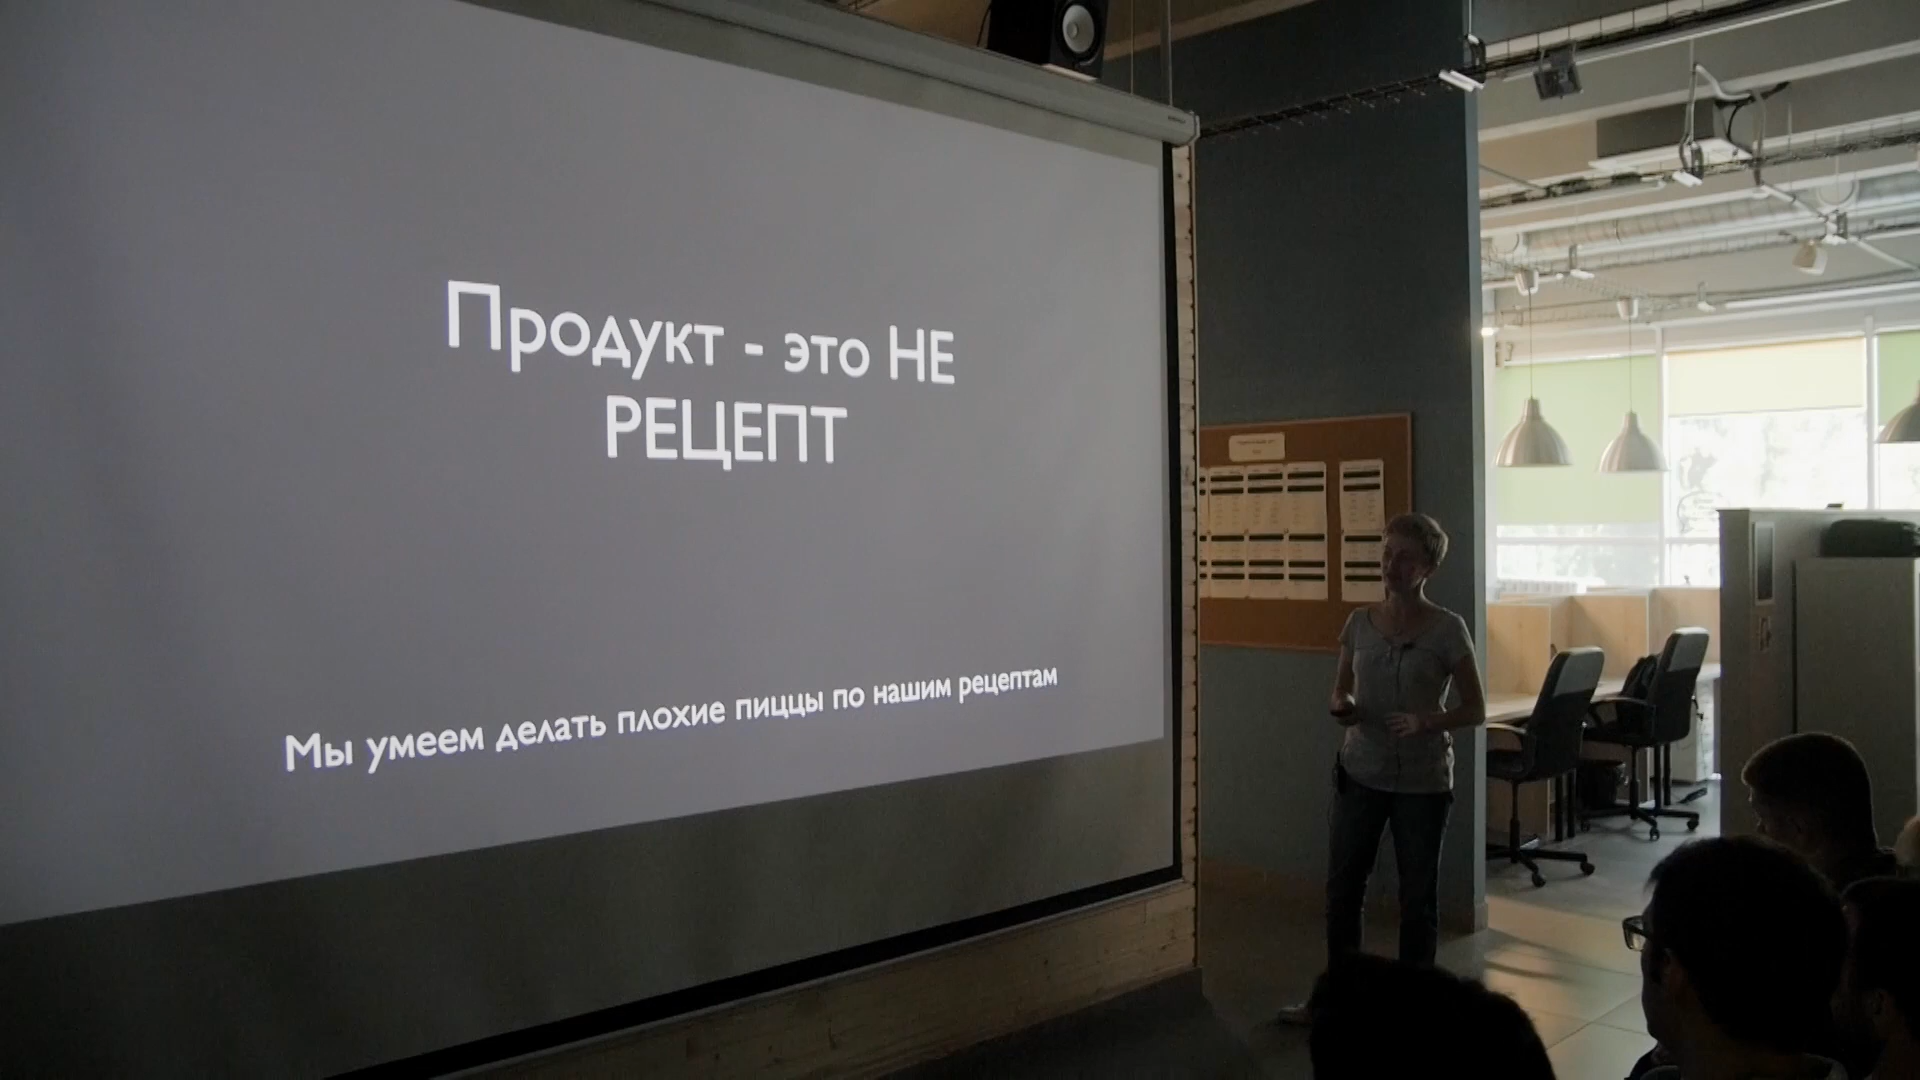 Продукт - это НЕ
РЕЦЕПТ
Мы умеем делать плохие пиццы по нашим рецептам